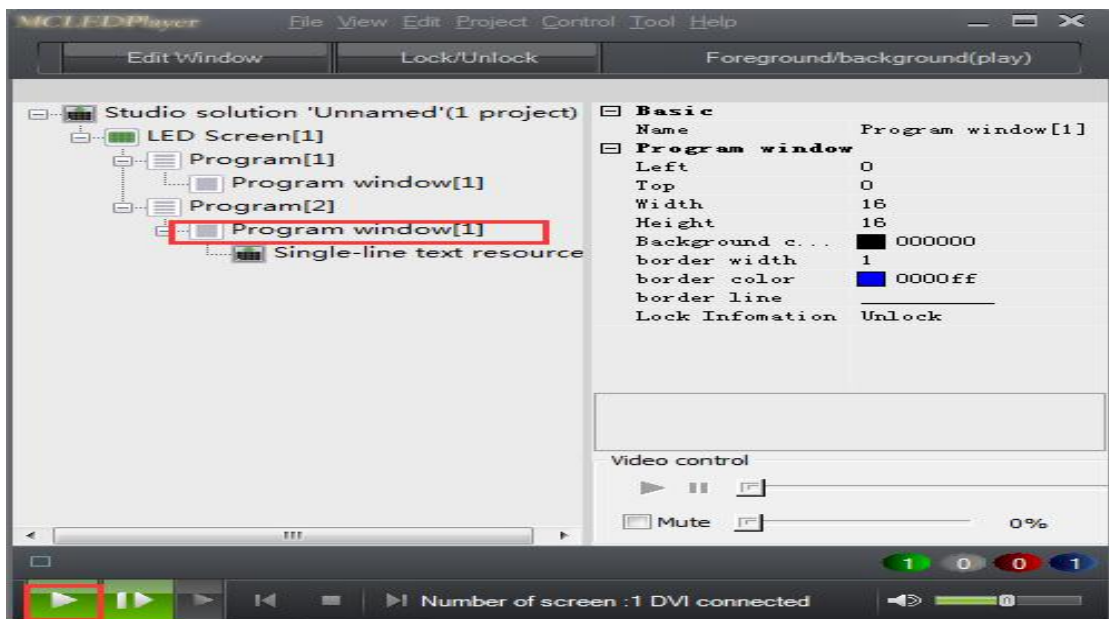 MCLEDPlayer File View Edit Project Control Tool Help
Edit Window Lock/Unlock Foreground/background(play)
Studio solution 'Unnamed'(1 project)
LED Screen[1]
Program[1]
Program window[1]
Program[2]
Program window[1]
Single-line text resource
Basic
Name Program window[1]
Program window
Left 0
Top 0
Width 16
Height 16
Background c... 000000
border width 1
border color 0000ff
border line
Lock Infomation Unlock
Video control
Mute 0%
1 0 0 1
Number of screen :1 DVI connected